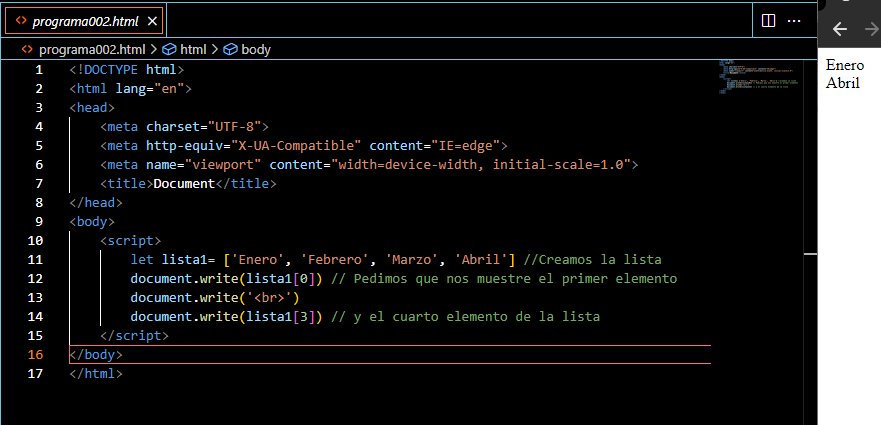 programa002.html
programa002.html > html > body
1 <!DOCTYPE html>
2 <html lang="en">
3 <head>
4     <meta charset="UTF-8">
5     <meta http-equiv="X-UA-Compatible" content="IE=edge">
6     <meta name="viewport" content="width=device-width, initial-scale=1.0">
7     <title>Document</title>
8 </head>
9 <body>
10     <script>
11         let lista1= ['Enero', 'Febrero', 'Marzo', 'Abril'] //Creamos la lista
12         document.write(lista1[0]) // Pedimos que nos muestre el primer elemento
13         document.write('<br>')
14         document.write(lista1[3]) // y el cuarto elemento de la lista
15     </script>
16 </body>
17 </html>
Enero
Abril